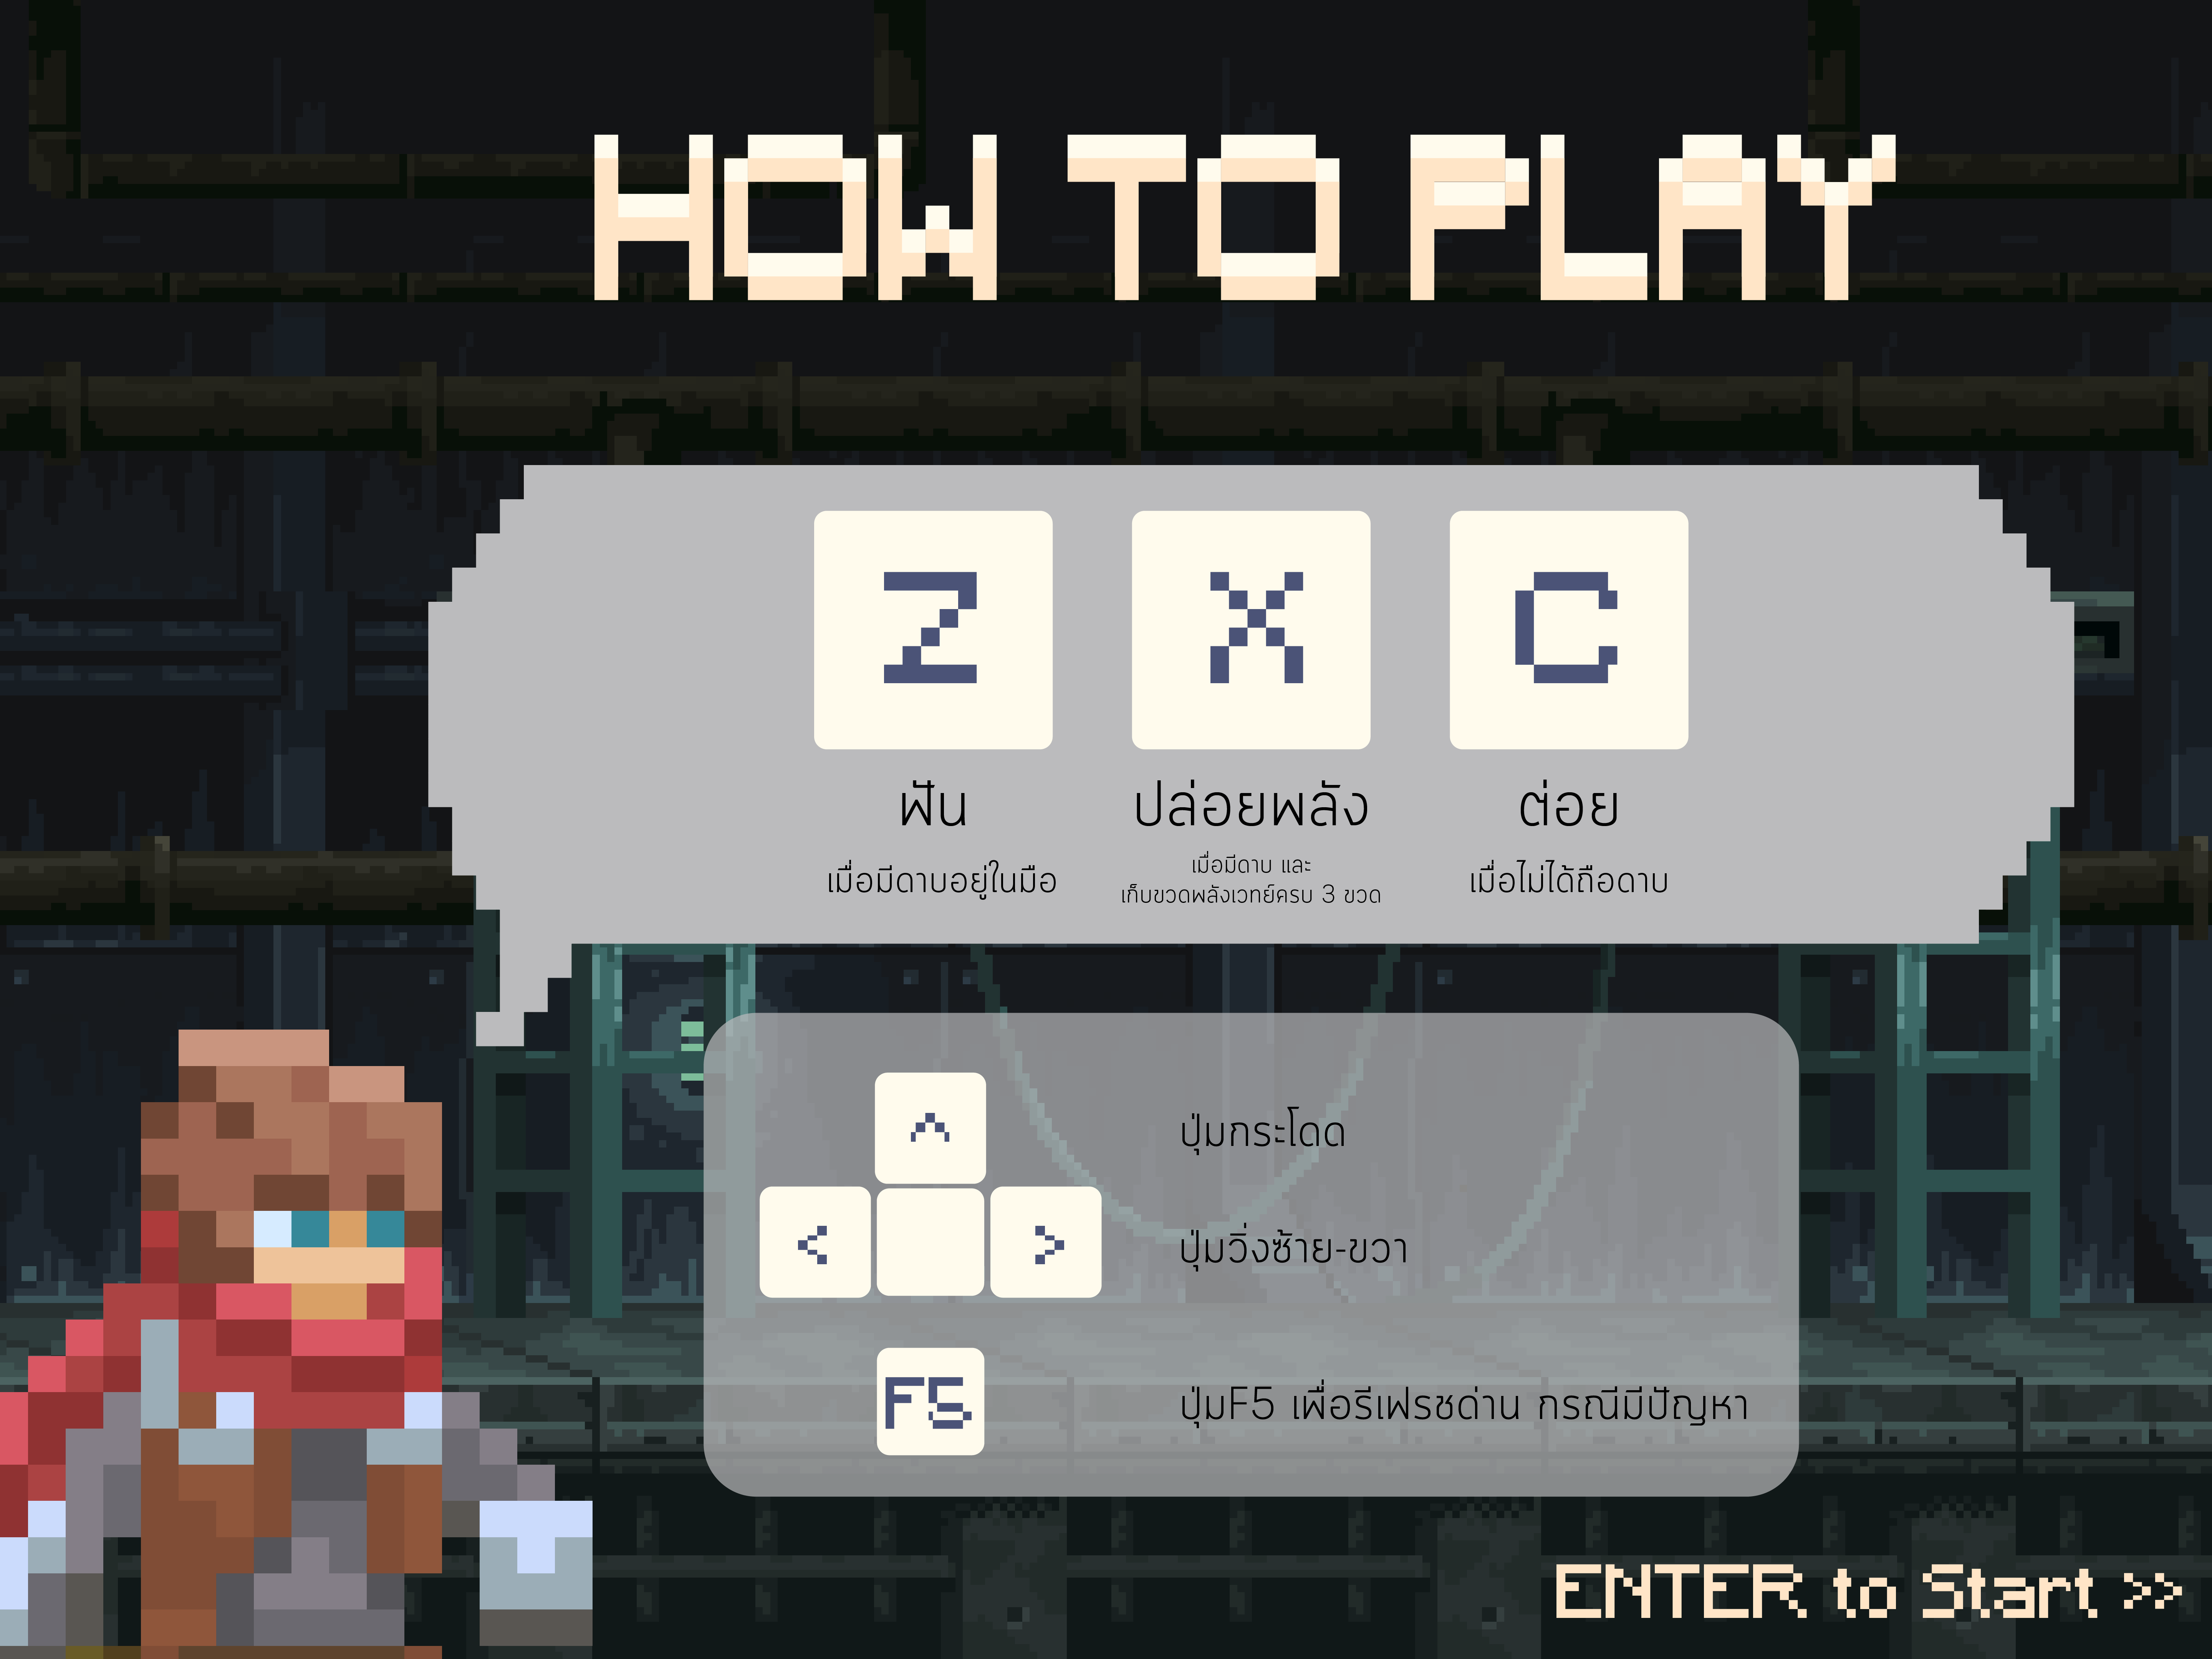 HOW TO PLAY
Z X C
ฟัน ปล่อยพลัง ต่อย
เมื่อมีดาบอยู่ในมือ
เมื่อมีดาบ และ
เก็บขวดพลังเวทย์ครบ 3 ขวด
เมื่อไม่ได้ถือดาบ
^ ปุ่มกระโดด
< > ปุ่มวิ่งซ้าย-ขวา
F5 ปุ่มF5 เพื่อรีเฟรชด่าน กรณีมีปัญหา
ENTER to Start >>